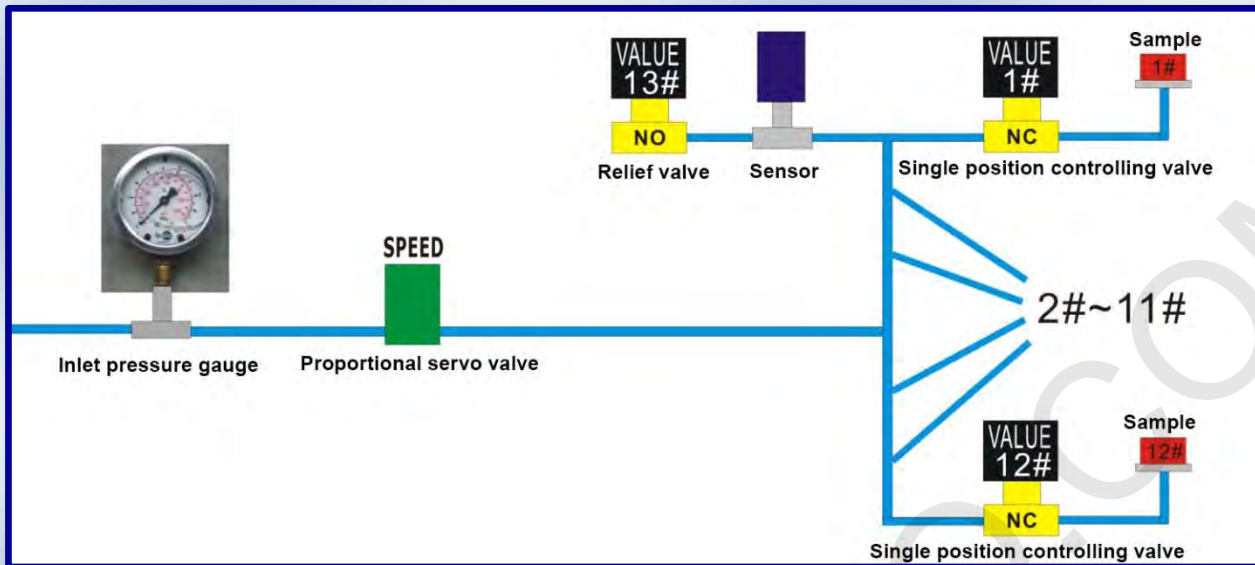 VALUE
13#
NO
Relief valve
Sensor
VALUE
1#
NC
Single position controlling valve
Sample
1#
Inlet pressure gauge
SPEED
Proportional servo valve
2#~11#
VALUE
12#
NC
Single position controlling valve
Sample
12#